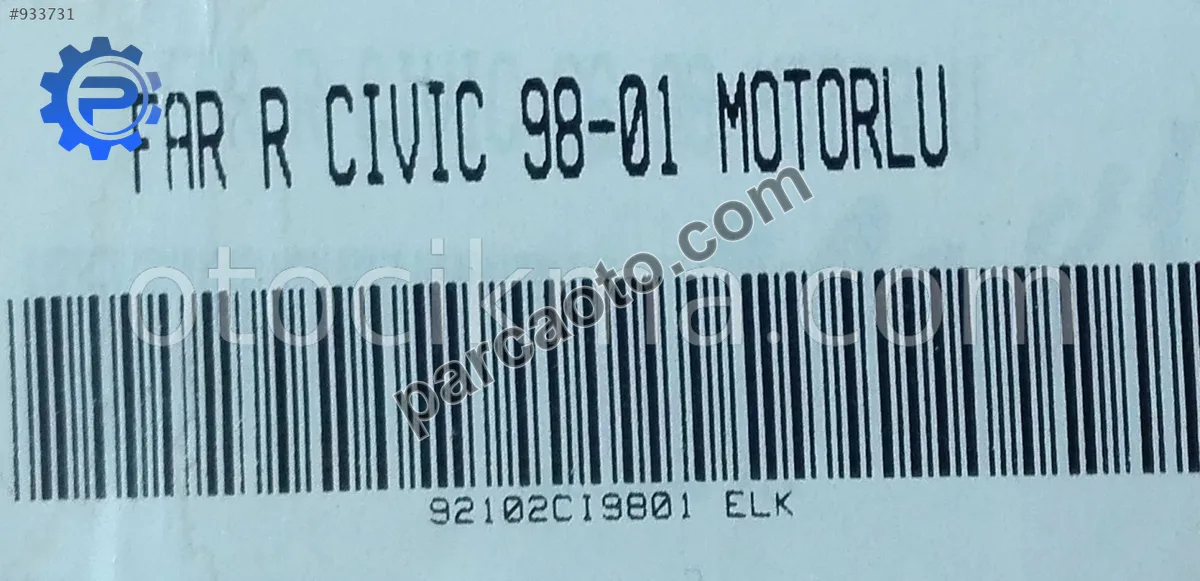 #933731
FAR R CIVIC 98-01 MOTORLU
otocikma.com
parcaoto.com
92102CI9801 ELK